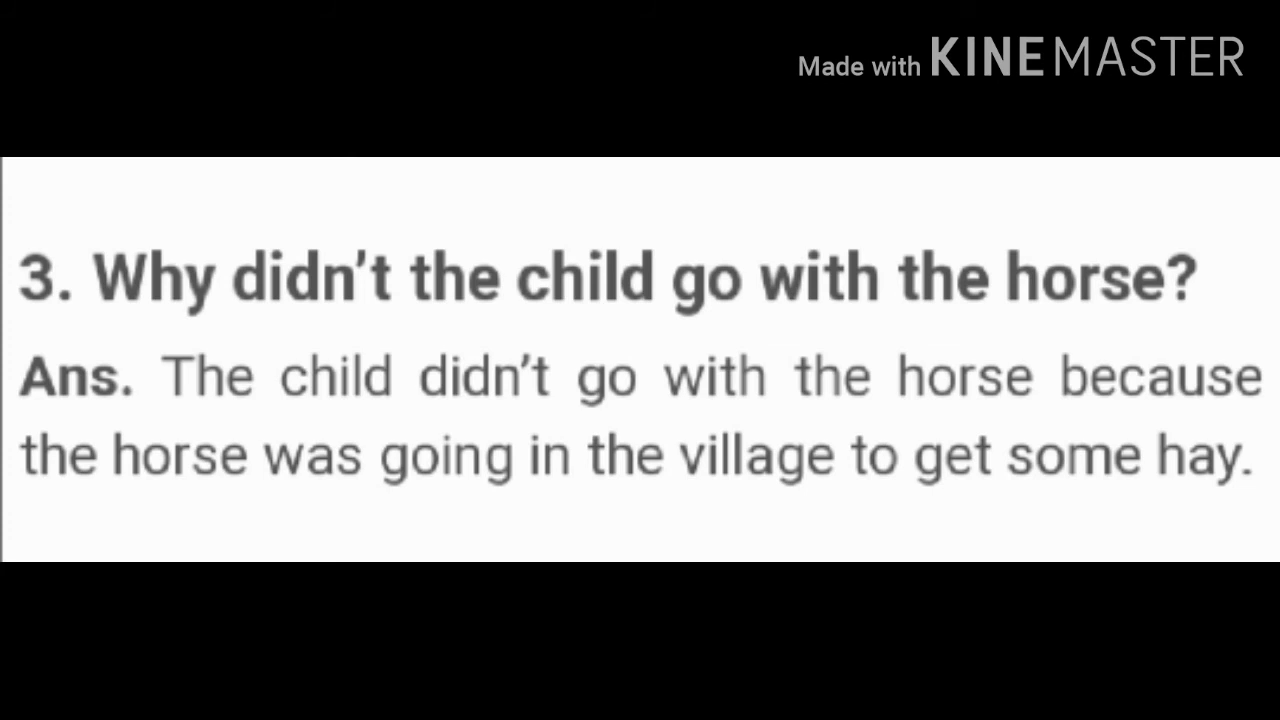 Made with KINEMASTER
3. Why didn't the child go with the horse?
Ans. The child didn't go with the horse because
the horse was going in the village to get some hay.